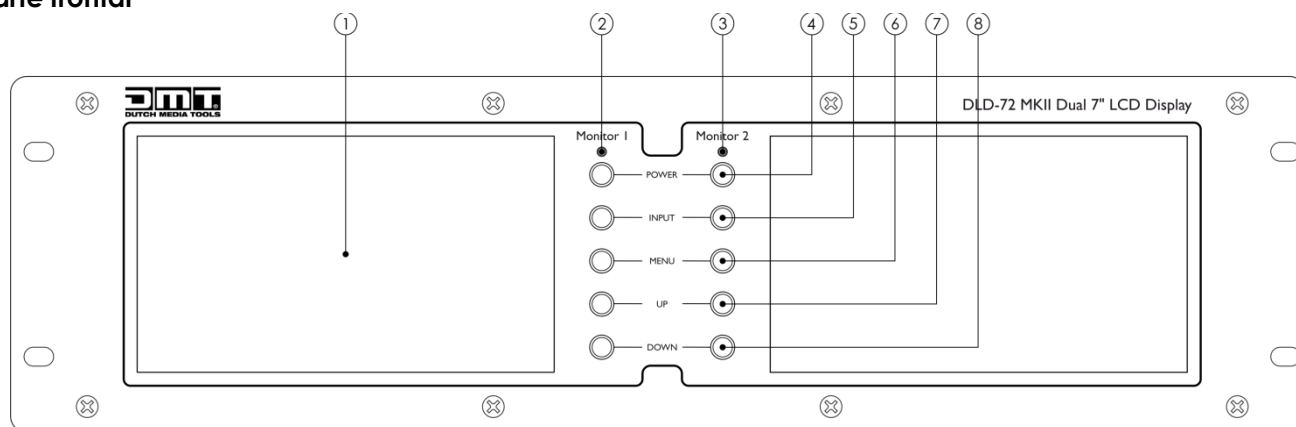 frontal
① ② ③ ④ ⑤ ⑥ ⑦ ⑧
DMT
DUTCH MEDIA TOOLS
DLD-72 MKII Dual 7" LCD Display
Monitor 1 Monitor 2
POWER
INPUT
MENU
UP
DOWN